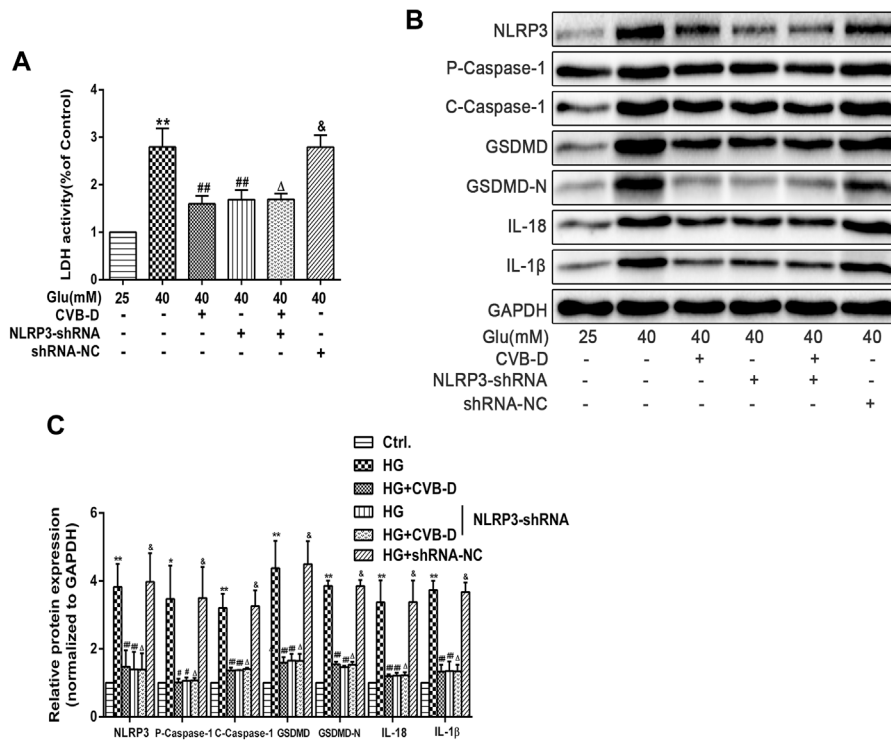 A
LDH activity(% of Control)
4
3
2
1
0
**
##
##
Δ
&
Glu(mM) 25 40 40 40 40 40
CVB-D - - + - + -
NLRP3-shRNA - - - + + -
shRNA-NC - - - - - +
B
NLRP3
P-Caspase-1
C-Caspase-1
GSDMD
GSDMD-N
IL-18
IL-1β
GAPDH
Glu(mM) 25 40 40 40 40 40
CVB-D - - + - + -
NLRP3-shRNA - - - + + -
shRNA-NC - - - - - +
C
Ctrl.
HG
HG+CVB-D
HG
HG+CVB-D
NLRP3-shRNA
HG+shRNA-NC
Relative protein expression
(normalized to GAPDH)
6
4
2
0
** ## ## Δ &
* # # Δ &
** ## ## Δ &
** ## ## Δ &
** ## ## Δ &
** ## ## Δ &
** ## ## Δ &
NLRP3 P-Caspase-1 C-Caspase-1 GSDMD GSDMD-N IL-18 IL-1β